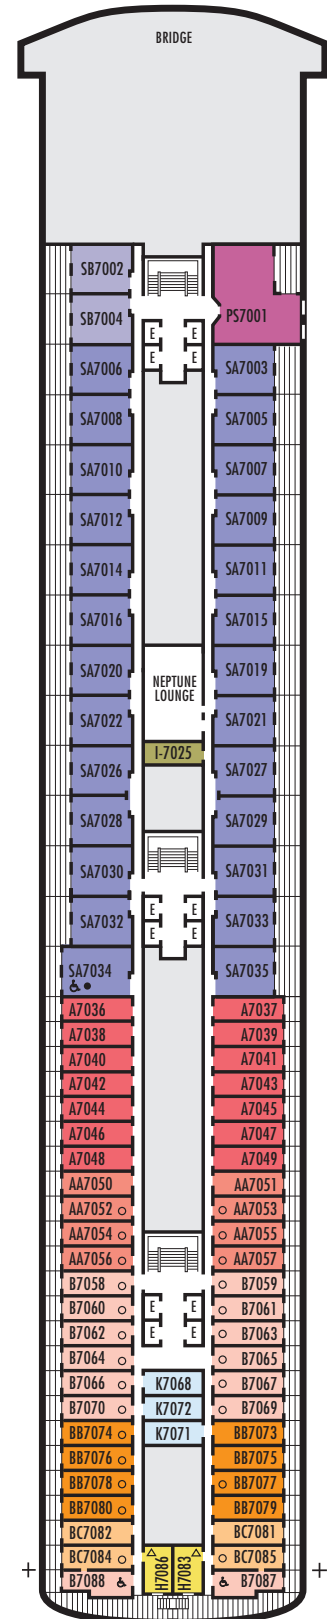 BRIDGE
SB7002
SB7004 E E PS7001
SA7006 E E SA7003
SA7008 SA7005
SA7010 SA7007
SA7012 SA7009
SA7014 SA7011
SA7016 SA7015
SA7020 NEPTUNE SA7019
SA7022 LOUNGE SA7021
SA7026 I-7025 SA7027
SA7028 SA7029
SA7030 SA7031
SA7032 E E SA7033
E E
SA7034 SA7035
A7036 A7037
A7038 A7039
A7040 A7041
A7042 A7043
A7044 A7045
A7046 A7047
A7048 A7049
AA7050 AA7051
AA7052 AA7053
AA7054 AA7055
AA7056 AA7057
B7058 B7059
B7060 E E B7061
B7062 E E B7063
B7064 B7065
B7066 K7068 B7067
B7070 K7072 B7069
BB7074 K7071 BB7073
BB7076 BB7075
BB7078 BB7077
BB7080 BB7079
BC7082 BC7081
BC7084 H7086 H7083 BC7085
B7088 B7087